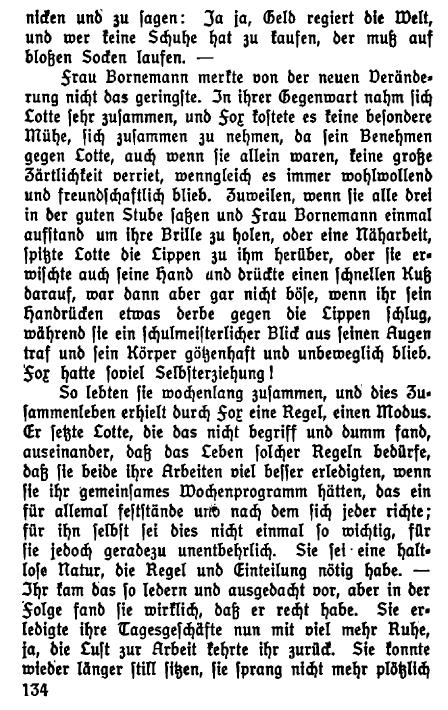 nicken und zu sagen: Ja ja, Geld regiert die Welt,
und wer keine Schuhe hat zu kaufen, der muß auf
bloßen Socken laufen. —
Frau Bornemann merkte von der neuen Verände-
rung nicht das geringste. In ihrer Gegenwart nahm sich
Lotte sehr zusammen, und Fox kostete es keine besondere
Mühe, sich zusammen zu nehmen, da sein Benehmen
gegen Lotte, auch wenn sie allein waren, keine große
Zärtlichkeit verriet, wenngleich es immer wohlwollend
und freundschaftlich blieb. Zuweilen, wenn sie alle drei
in der guten Stube saßen und Frau Bornemann einmal
aufstand um ihre Brille zu holen, oder eine Näharbeit,
spitzte Lotte die Lippen zu ihm herüber, oder sie er-
wischte auch seine Hand und drückte einen schnellen Kuß
darauf, war dann aber gar nicht böse, wenn ihr sein
Handrücken etwas derbe gegen die Lippen schlug,
während sie ein schulmeisterlicher Blick aus seinen Augen
traf und sein Körper götzenhaft und unbeweglich blieb.
Fox hatte soviel Selbsterziehung!
So lebten sie wochenlang zusammen, und dies Zu-
sammenleben erhielt durch Fox eine Regel, einen Modus.
Er setzte Lotte, die das nicht begriff und dumm fand,
auseinander, daß das Leben solcher Regeln bedürfe,
daß sie beide ihre Arbeiten viel besser erledigten, wenn
sie ihr gemeinsames Wochenprogramm hätten, das ein
für allemal feststände und nach dem sich jeder richte;
für ihn selbst sei dies nicht einmal so wichtig, für
sie jedoch geradezu unentbehrlich. Sie sei eine halt-
lose Natur, die Regel und Einteilung nötig habe. —
Ihr kam das so ledern und ausgedacht vor, aber in der
Folge fand sie wirklich, daß er recht habe. Sie er-
ledigte ihre Tagesgeschäfte nun mit viel mehr Ruhe,
ja, die Lust zur Arbeit kehrte ihr zurück. Sie konnte
wieder länger still sitzen, sie sprang nicht mehr plötzlich
134